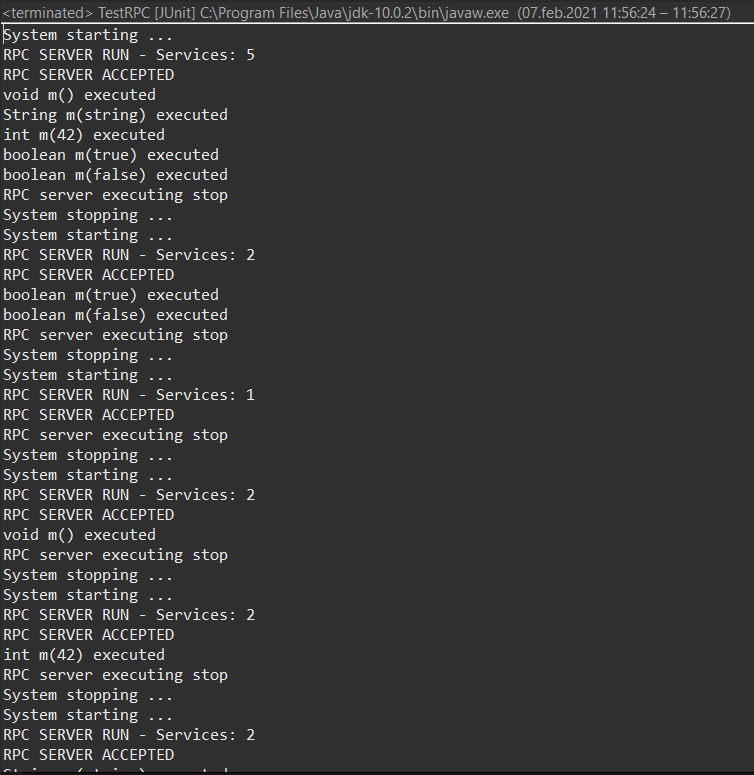 <terminated> TestRPC [JUnit] C:\Program Files\Java\jdk-10.0.2\bin\javaw.exe (07.feb.2021 11:56:24 – 11:56:27)
System starting ...
RPC SERVER RUN - Services: 5
RPC SERVER ACCEPTED
void m() executed
String m(string) executed
int m(42) executed
boolean m(true) executed
boolean m(false) executed
RPC server executing stop
System stopping ...
System starting ...
RPC SERVER RUN - Services: 2
RPC SERVER ACCEPTED
boolean m(true) executed
boolean m(false) executed
RPC server executing stop
System stopping ...
System starting ...
RPC SERVER RUN - Services: 1
RPC SERVER ACCEPTED
RPC server executing stop
System stopping ...
System starting ...
RPC SERVER RUN - Services: 2
RPC SERVER ACCEPTED
void m() executed
RPC server executing stop
System stopping ...
System starting ...
RPC SERVER RUN - Services: 2
RPC SERVER ACCEPTED
int m(42) executed
RPC server executing stop
System stopping ...
System starting ...
RPC SERVER RUN - Services: 2
RPC SERVER ACCEPTED